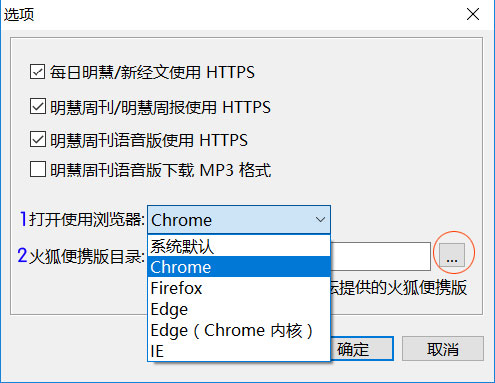 选项
每日明慧/新经文使用 HTTPS
明慧周刊/明慧周报使用 HTTPS
明慧周刊语音版使用 HTTPS
明慧周刊语音版下载 MP3 格式
1打开使用浏览器: Chrome
系统默认
2火狐便携版目录: ...
Chrome
Firefox
坛提供的火狐便携版
Edge
Edge（Chrome 内核）
确定 取消
IE